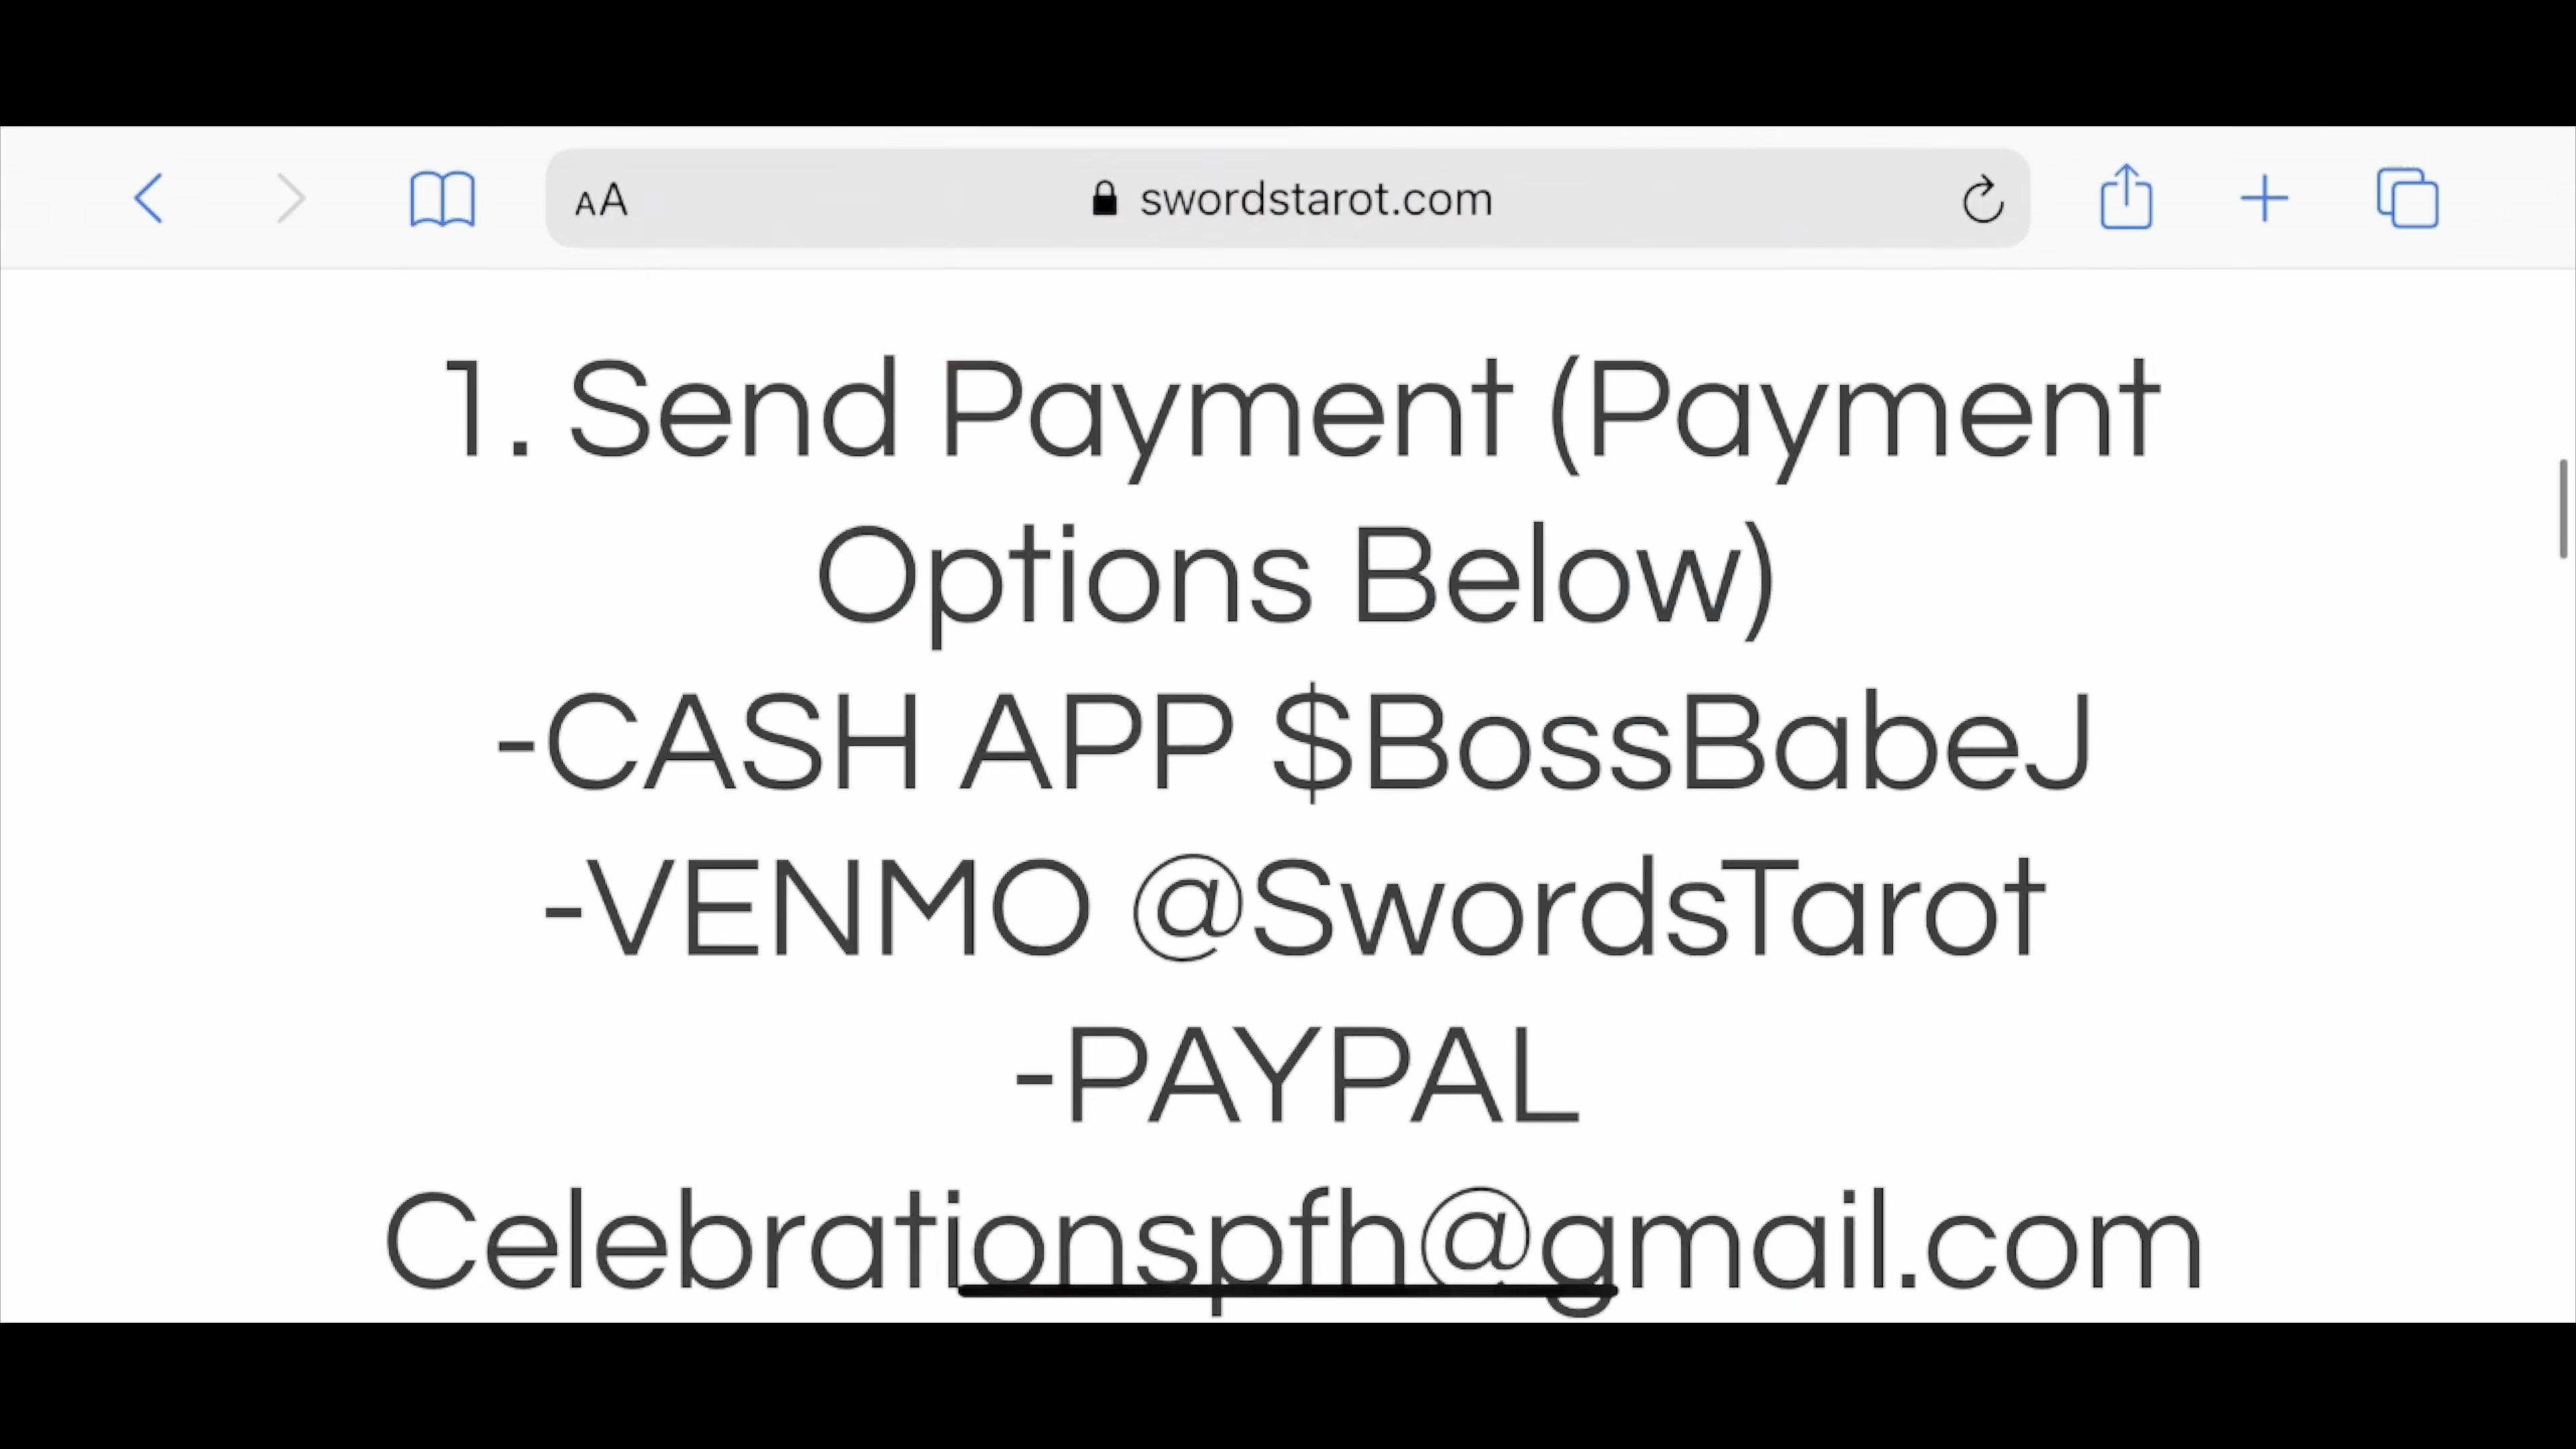 AA swordstarot.com
1. Send Payment (Payment
Options Below)
-CASH APP $BossBabeJ
-VENMO @SwordsTarot
-PAYPAL
Celebrationspfh@gmail.com